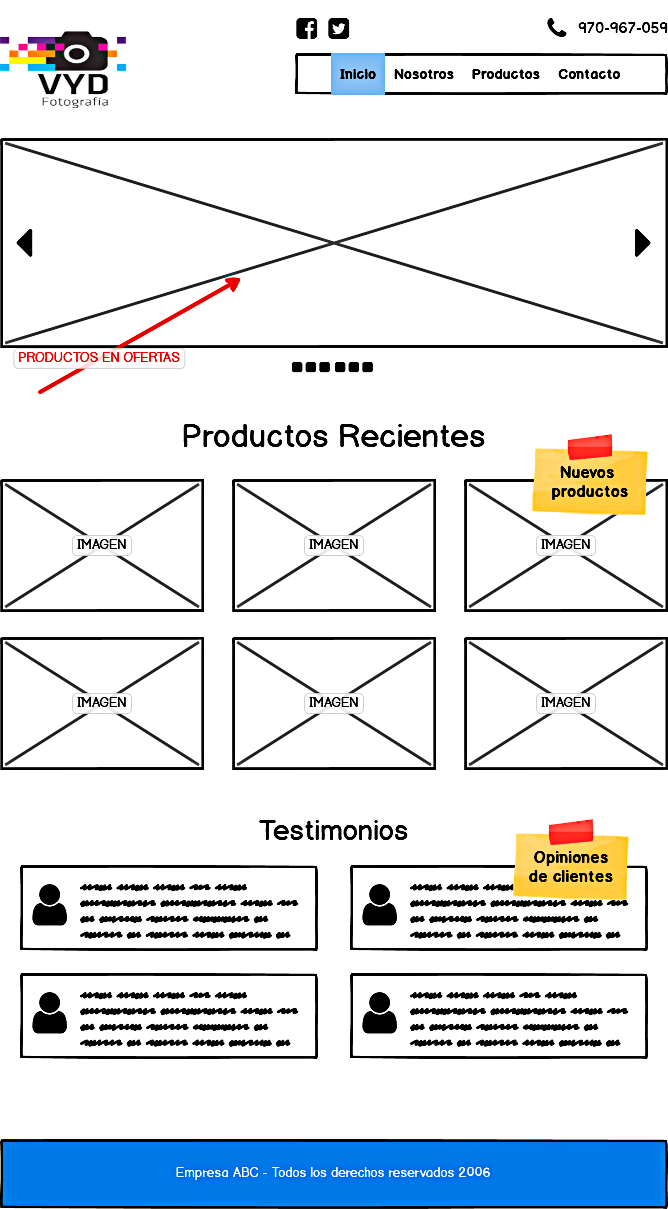 970-967-059
VYD
Fotografía
Inicio Nosotros Productos Contacto
PRODUCTOS EN OFERTAS
Productos Recientes
Nuevos
productos
IMAGEN IMAGEN IMAGEN
IMAGEN IMAGEN IMAGEN
Testimonios
Opiniones
de clientes
Empresa ABC - Todos los derechos reservados 2006